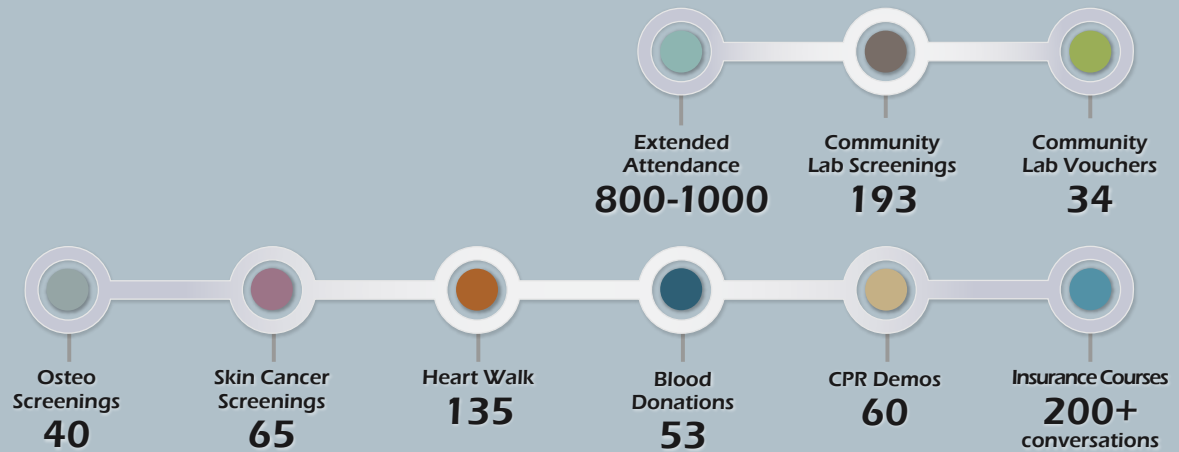 Extended
Attendance
800-1000
Community
Lab Screenings
193
Community
Lab Vouchers
34
Osteo
Screenings
40
Skin Cancer
Screenings
65
Heart Walk
135
Blood
Donations
53
CPR Demos
60
Insurance Courses
200+
conversations